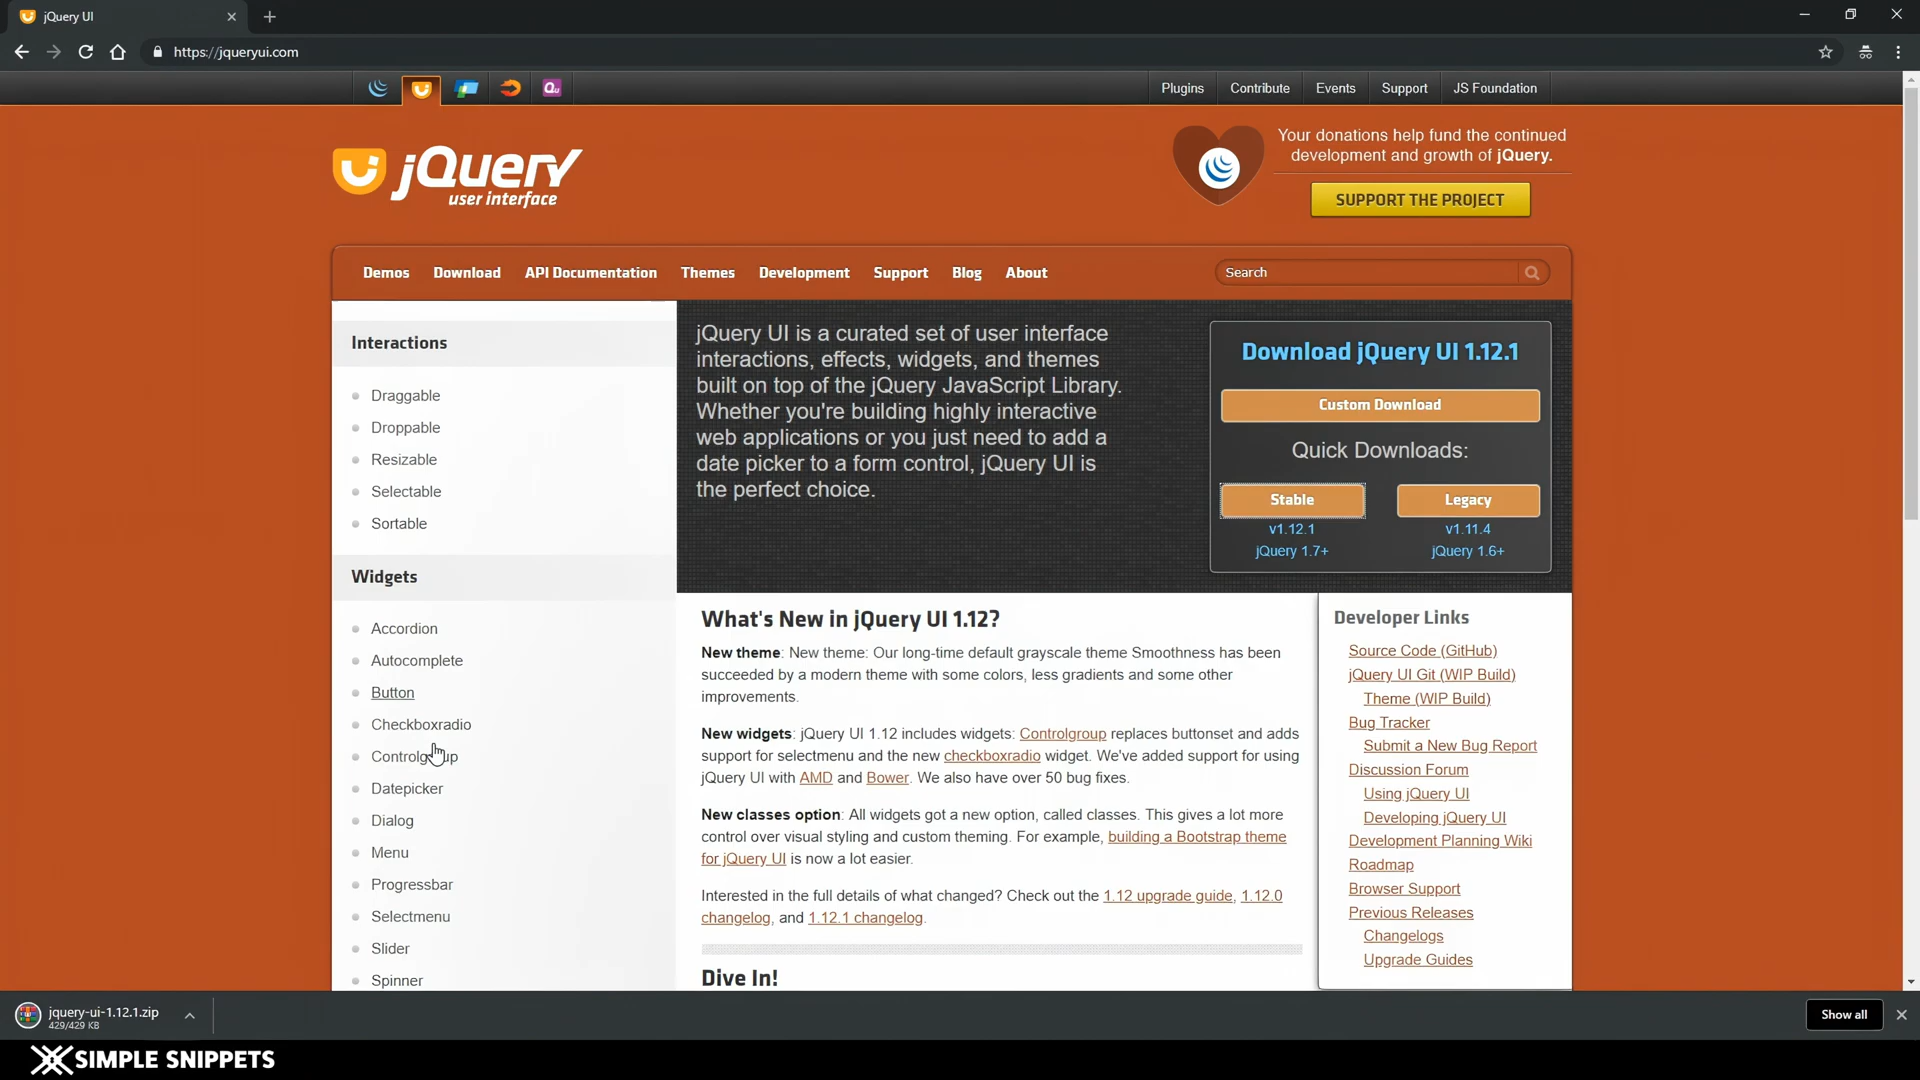 jQuery UI
https://jqueryui.com
Plugins
Contribute
Events
Support
JS Foundation
jQuery
user interface
Your donations help fund the continued
development and growth of jQuery.
SUPPORT THE PROJECT
Demos
Download
API Documentation
Themes
Development
Support
Blog
About
Search
Interactions
Draggable
Droppable
Resizable
Selectable
Sortable
Widgets
Accordion
Autocomplete
Button
Checkboxradio
Datepicker
Dialog
Menu
Progressbar
Selectmenu
Slider
Spinner
jQuery UI is a curated set of user interface
interactions, effects, widgets, and themes
built on top of the jQuery JavaScript Library.
Whether you're building highly interactive
web applications or you just need to add a
date picker to a form control, jQuery UI is
the perfect choice.
Download jQuery UI 1.12.1
Custom Download
Quick Downloads:
Stable
v1.12.1
jQuery 1.7+
Legacy
v1.11.4
jQuery 1.6+
What's New in jQuery UI 1.12?
New theme: New theme: Our long-time default grayscale theme Smoothness has been
succeeded by a modern theme with some colors, less gradients and some other
improvements.
New widgets: jQuery UI 1.12 includes widgets: Controlgroup replaces buttonset and adds
support for selectmenu and the new checkboxradio widget. We've added support for using
jQuery UI with AMD and Bower. We also have over 50 bug fixes.
New classes option: All widgets got a new option, called classes. This gives a lot more
control over visual styling and custom theming. For example, building a Bootstrap theme
for jQuery UI is now a lot easier.
Interested in the full details of what changed? Check out the 1.12 upgrade guide, 1.12.0
changelog, and 1.12.1 changelog.
Dive In!
Developer Links
Source Code (GitHub)
jQuery UI Git (WIP Build)
Theme (WIP Build)
Bug Tracker
Submit a New Bug Report
Discussion Forum
Using jQuery UI
Developing jQuery UI
Development Planning Wiki
Roadmap
Browser Support
Previous Releases
Changelogs
Upgrade Guides
jquery-ui-1.12.1.zip
429/429 KB
Show all
SIMPLE SNIPPETS